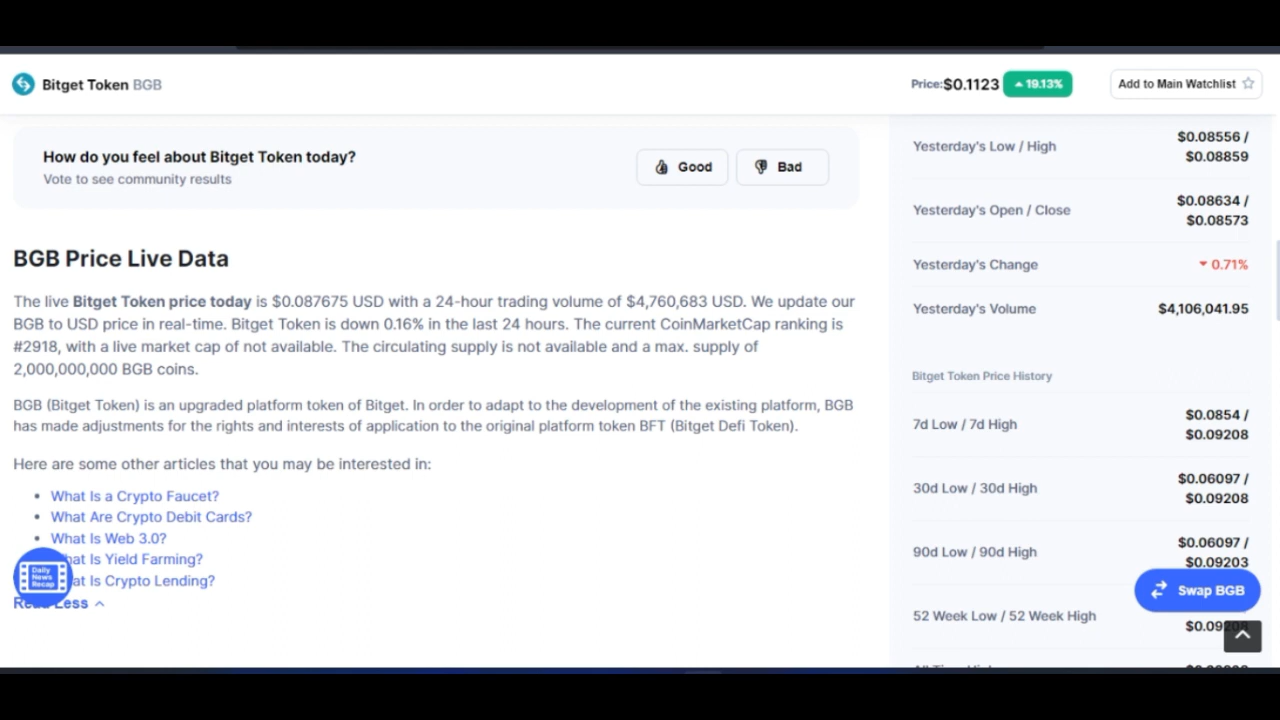 Bitget Token BGB
Price:$0.1123 19.13%
Add to Main Watchlist
How do you feel about Bitget Token today?
Vote to see community results
Good
Bad
BGB Price Live Data
The live Bitget Token price today is $0.087675 USD with a 24-hour trading volume of $4,760,683 USD. We update our
BGB to USD price in real-time. Bitget Token is down 0.16% in the last 24 hours. The current CoinMarketCap ranking is
#2918, with a live market cap of not available. The circulating supply is not available and a max. supply of
2,000,000,000 BGB coins.
BGB (Bitget Token) is an upgraded platform token of Bitget. In order to adapt to the development of the existing platform, BGB
has made adjustments for the rights and interests of application to the original platform token BFT (Bitget Defi Token).
Here are some other articles that you may be interested in:
What Is a Crypto Faucet?
What Are Crypto Debit Cards?
What Is Web 3.0?
hat Is Yield Farming?
at Is Crypto Lending?
Daily
News
Recap
Read Less
Yesterday's Low / High
$0.08556 /
$0.08859
Yesterday's Open / Close
$0.08634 /
$0.08573
Yesterday's Change
0.71%
Yesterday's Volume
$4,106,041.95
Bitget Token Price History
7d Low / 7d High
$0.0854 /
$0.09208
30d Low / 30d High
$0.06097 /
$0.09208
90d Low / 90d High
$0.06097 /
$0.09203
Swap BGB
52 Week Low / 52 Week High
$0.09208